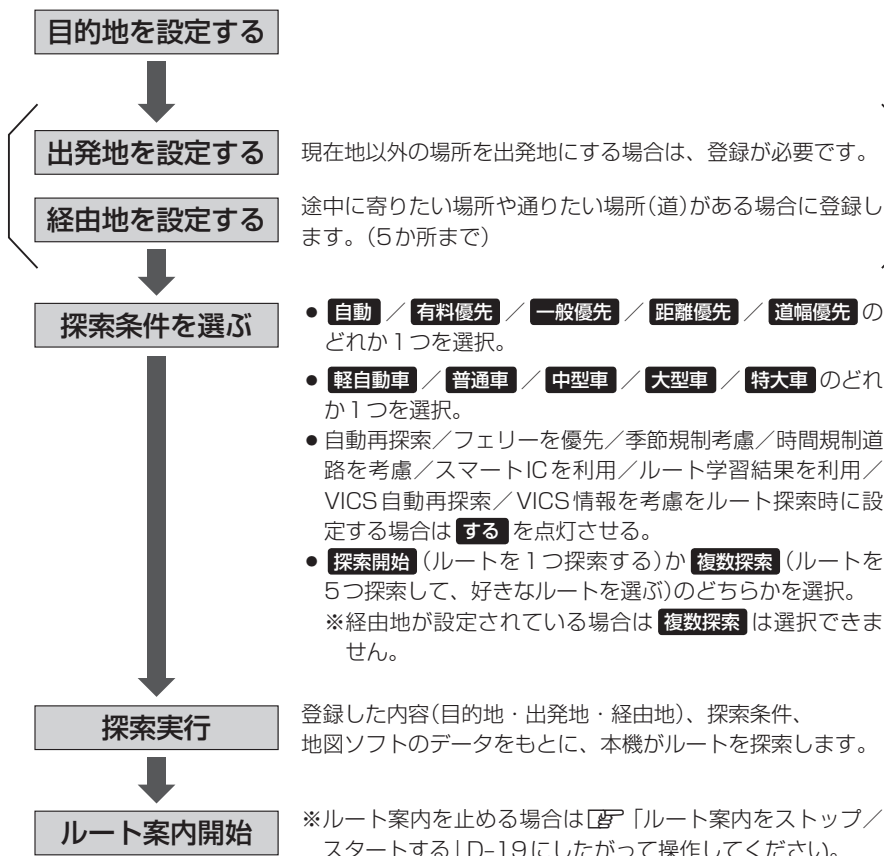 目的地を設定する
出発地を設定する
現在地以外の場所を出発地にする場合は、登録が必要です。
経由地を設定する
途中に寄りたい場所や通りたい場所(道)がある場合に登録し
ます。(5か所まで)
探索条件を選ぶ
● 自動 ／ 有料優先 ／ 一般優先 ／ 距離優先 ／ 道幅優先 の
どれか1つを選択。
● 軽自動車 ／ 普通車 ／ 中型車 ／ 大型車 ／ 特大車 のどれ
か1つを選択。
● 自動再探索／フェリーを優先／季節規制考慮／時間規制道
路を考慮／スマートICを利用／ルート学習結果を利用／
VICS自動再探索／VICS情報を考慮をルート探索時に設
定する場合は する を点灯させる。
● 探索開始 (ルートを1つ探索する)か 複数探索 (ルートを
5つ探索して、好きなルートを選ぶ)のどちらかを選択。
※経由地が設定されている場合は 複数探索 は選択できま
せん。
探索実行
登録した内容(目的地・出発地・経由地)、探索条件、
地図ソフトのデータをもとに、本機がルートを探索します。
ルート案内開始
※ルート案内を止める場合は「ルート案内をストップ／
スタートする」D-19にしたがって操作してください。